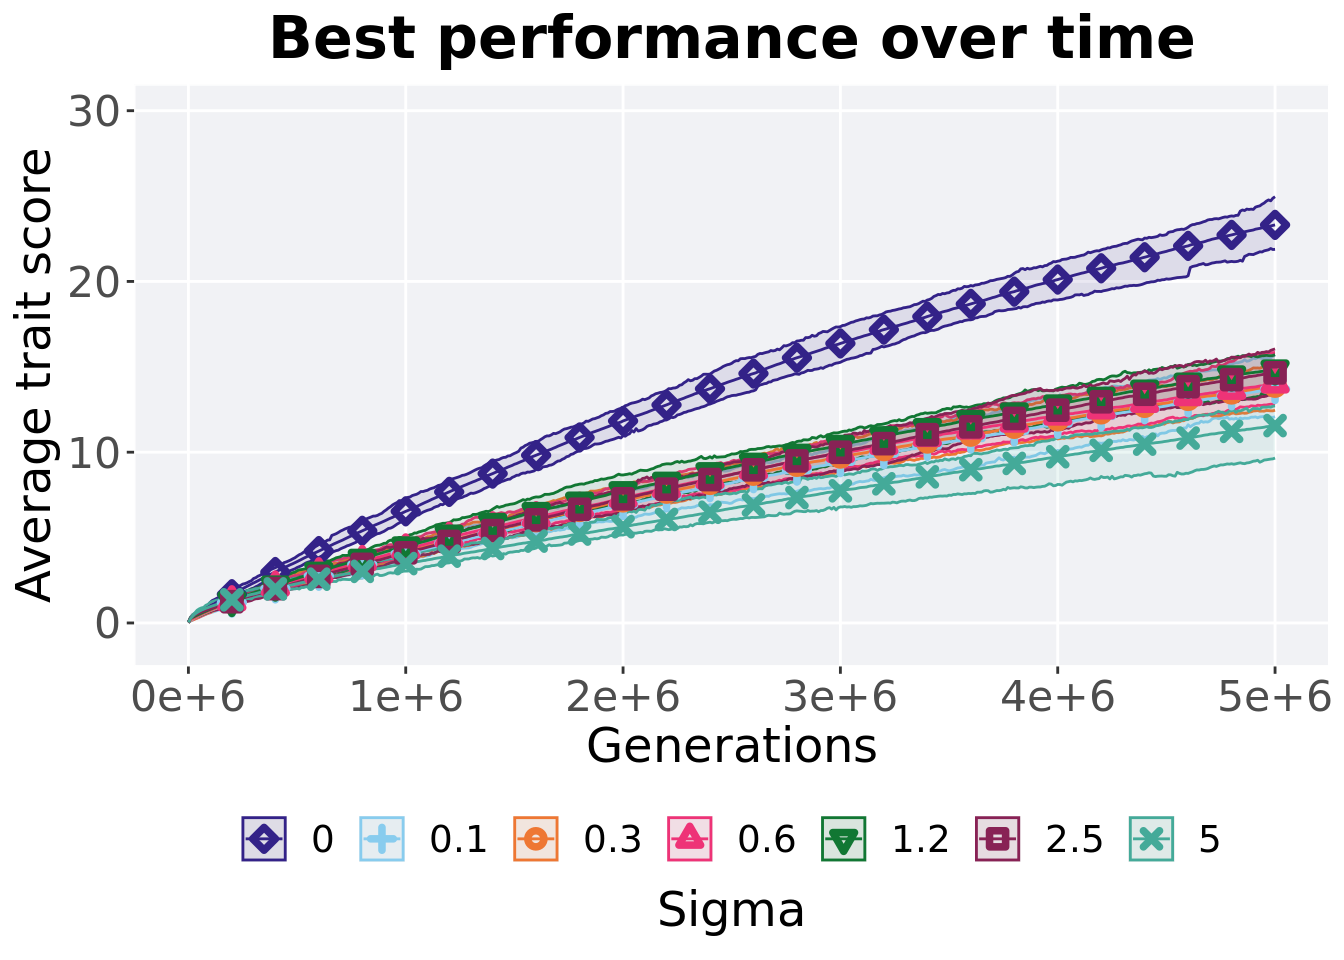 Best performance over time
Average trait score
30
20
10
0
0e+6 1e+6 2e+6 3e+6 4e+6 5e+6
Generations
0 0.1 0.3 0.6 1.2 2.5 5
Sigma